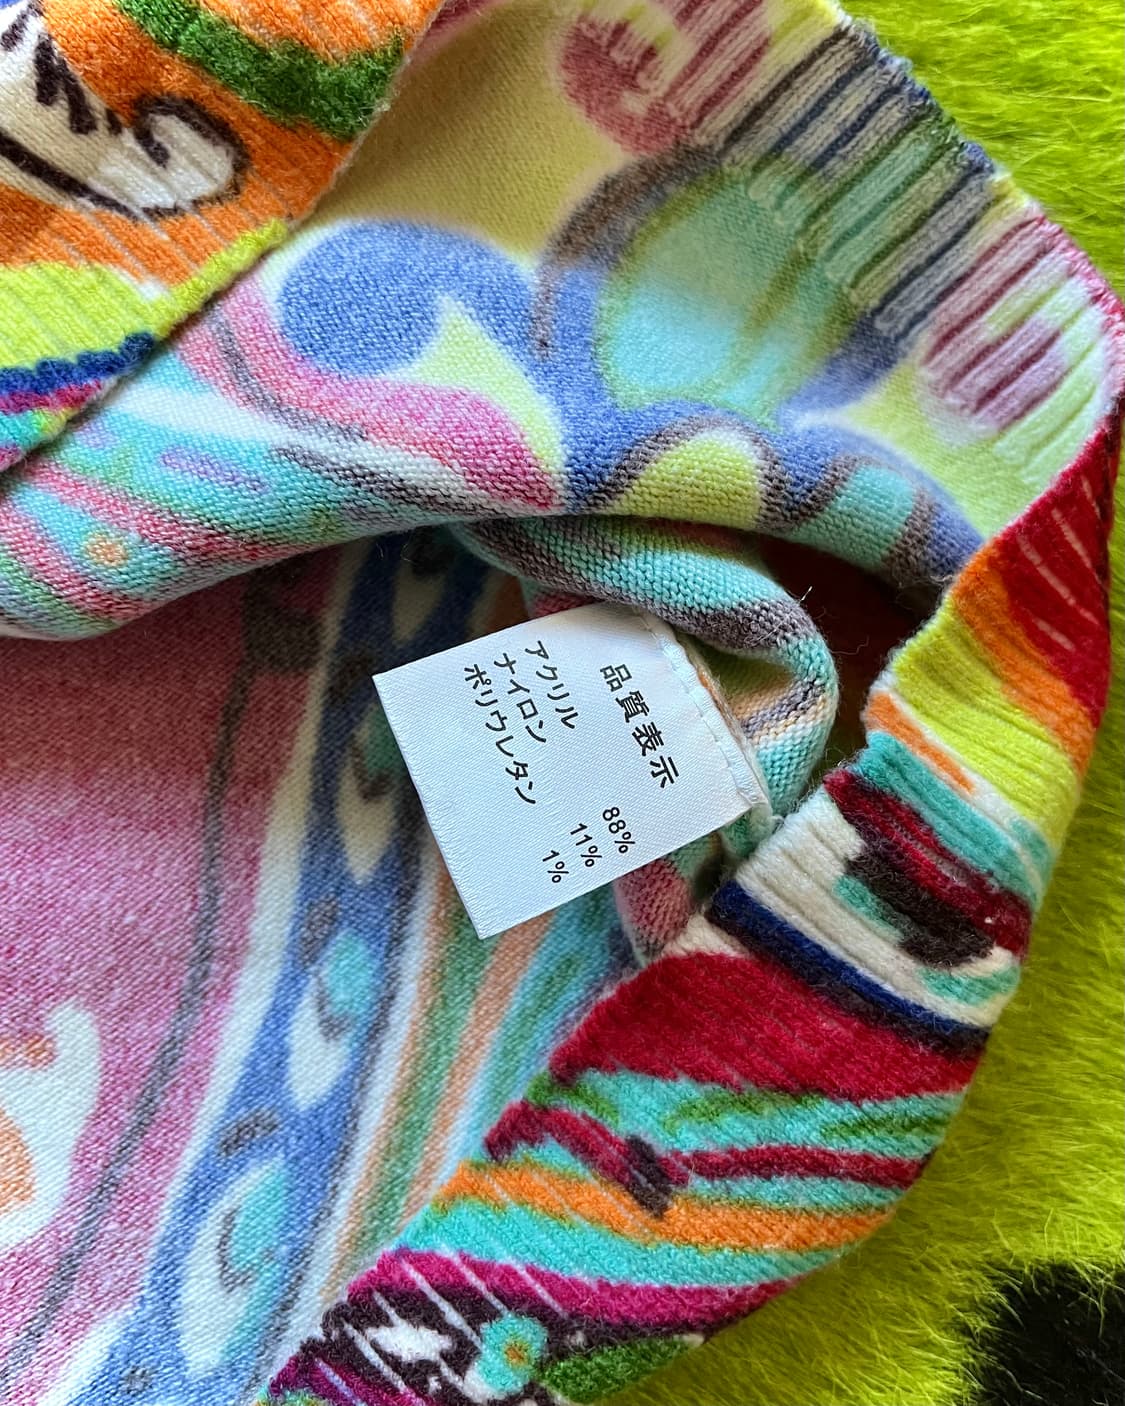 品質表示
アクリル 88%
ナイロン 11%
ポリウレタン 1%